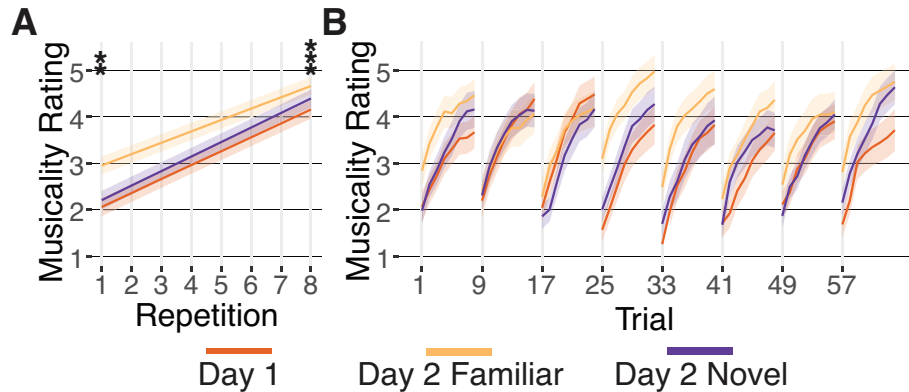 A
B
Musicality Rating
5
4
3
2
1
**
***
1 2 3 4 5 6 7 8
Repetition
Musicality Rating
5
4
3
2
1
1 9 17 25 33 41 49 57
Trial
Day 1 Day 2 Familiar Day 2 Novel